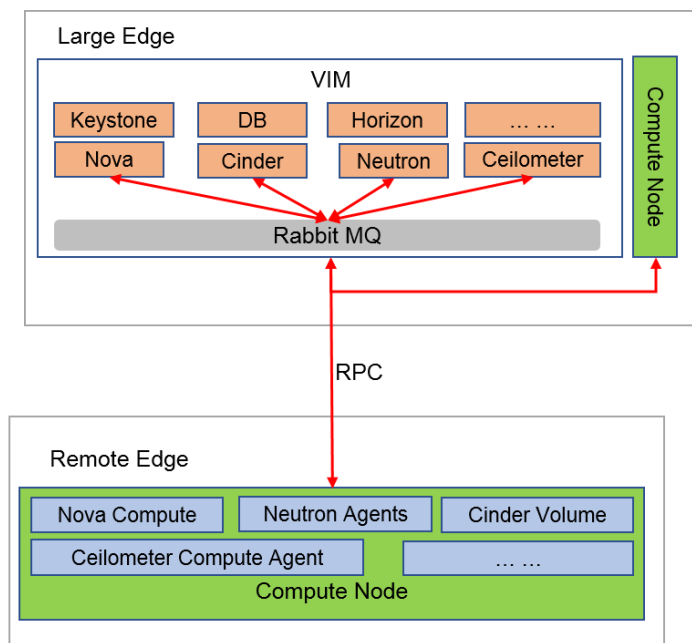 Large Edge
VIM
Keystone
DB
Horizon
... ...
Nova
Cinder
Neutron
Ceilometer
Rabbit MQ
Compute Node
RPC
Remote Edge
Nova Compute
Neutron Agents
Cinder Volume
Ceilometer Compute Agent
... ...
Compute Node